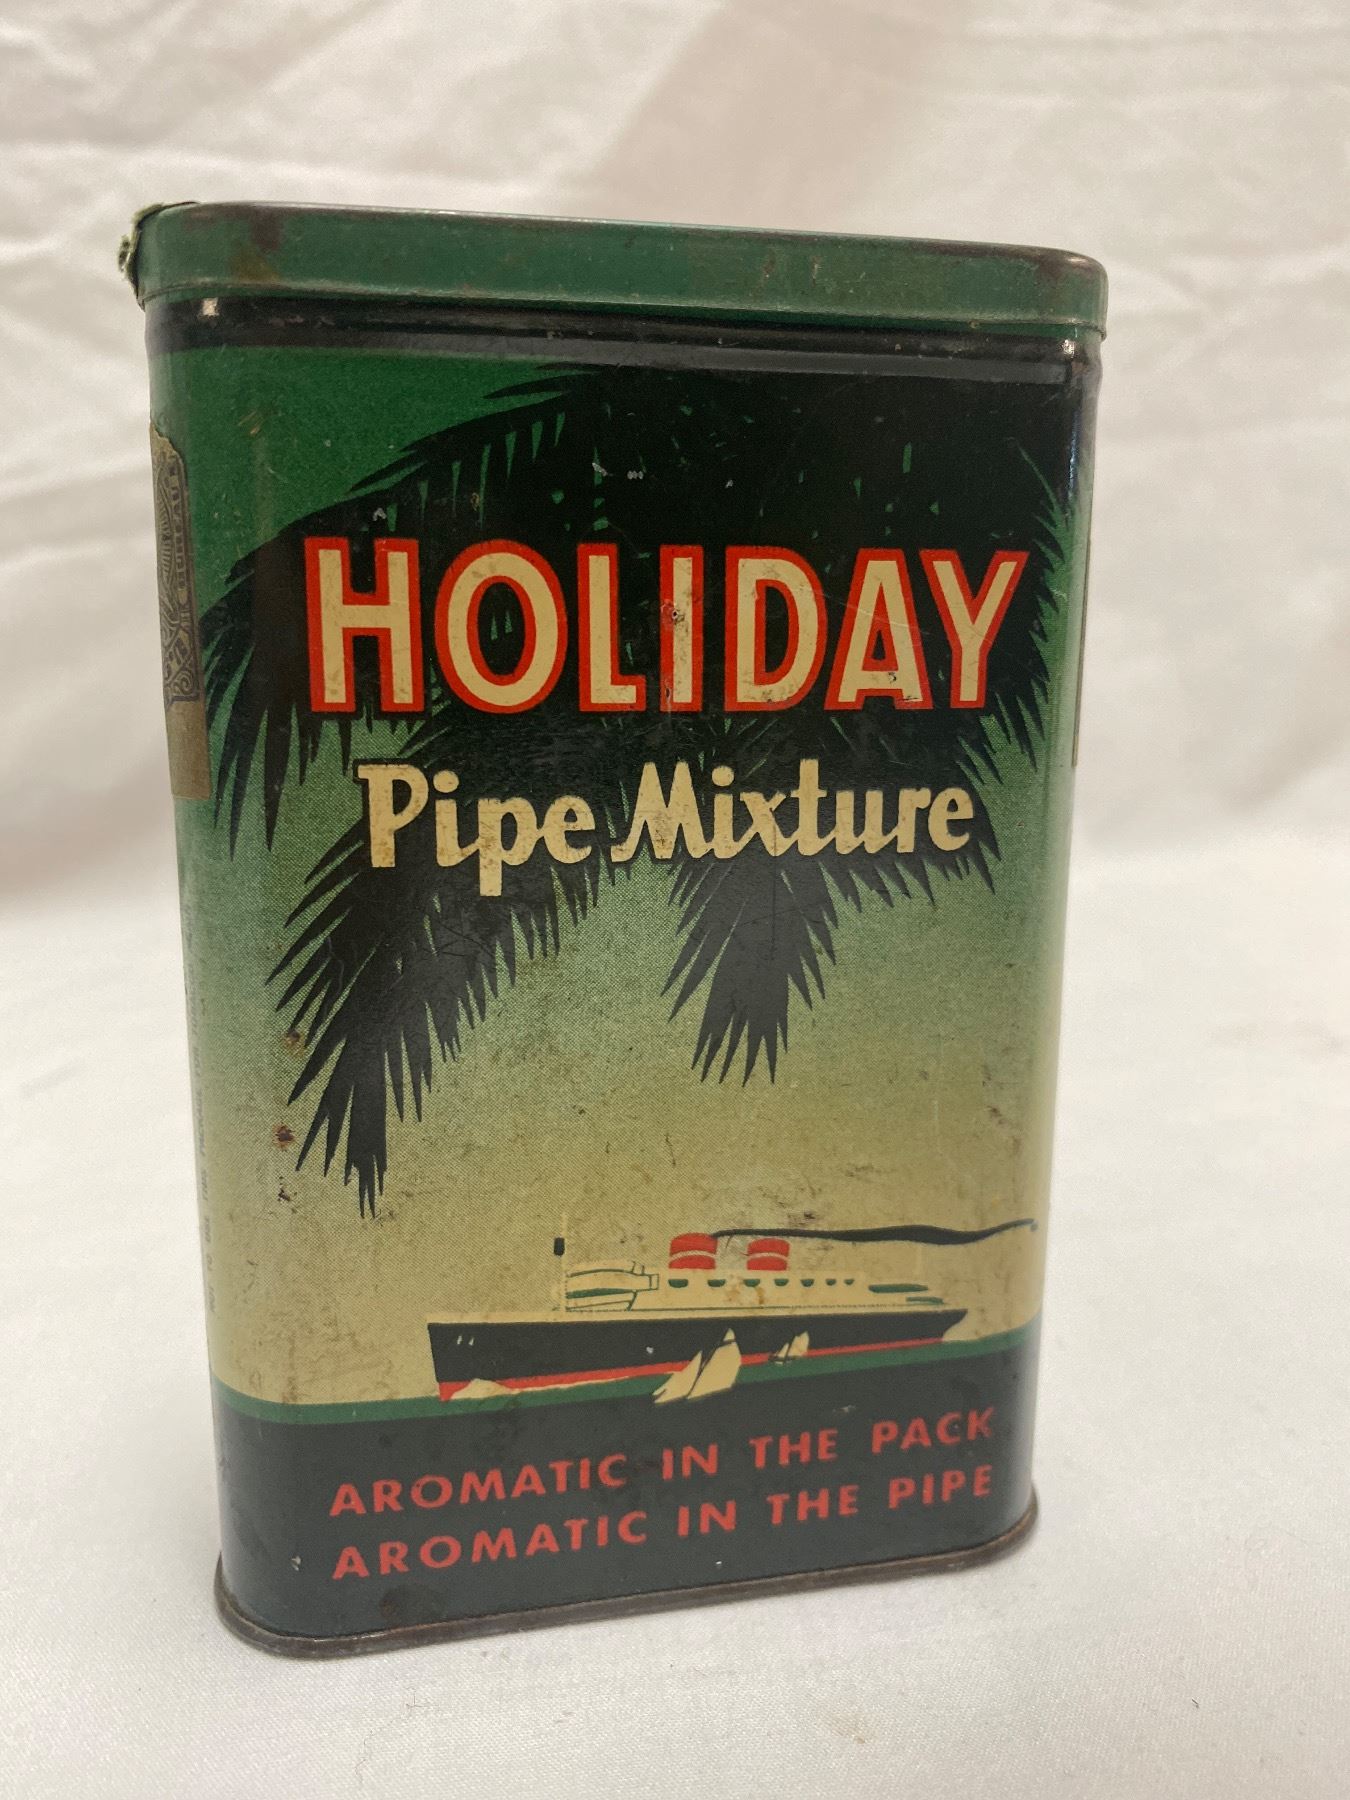 HOLIDAY
Pipe Mixture
AROMATIC IN THE PACK
AROMATIC IN THE PIPE